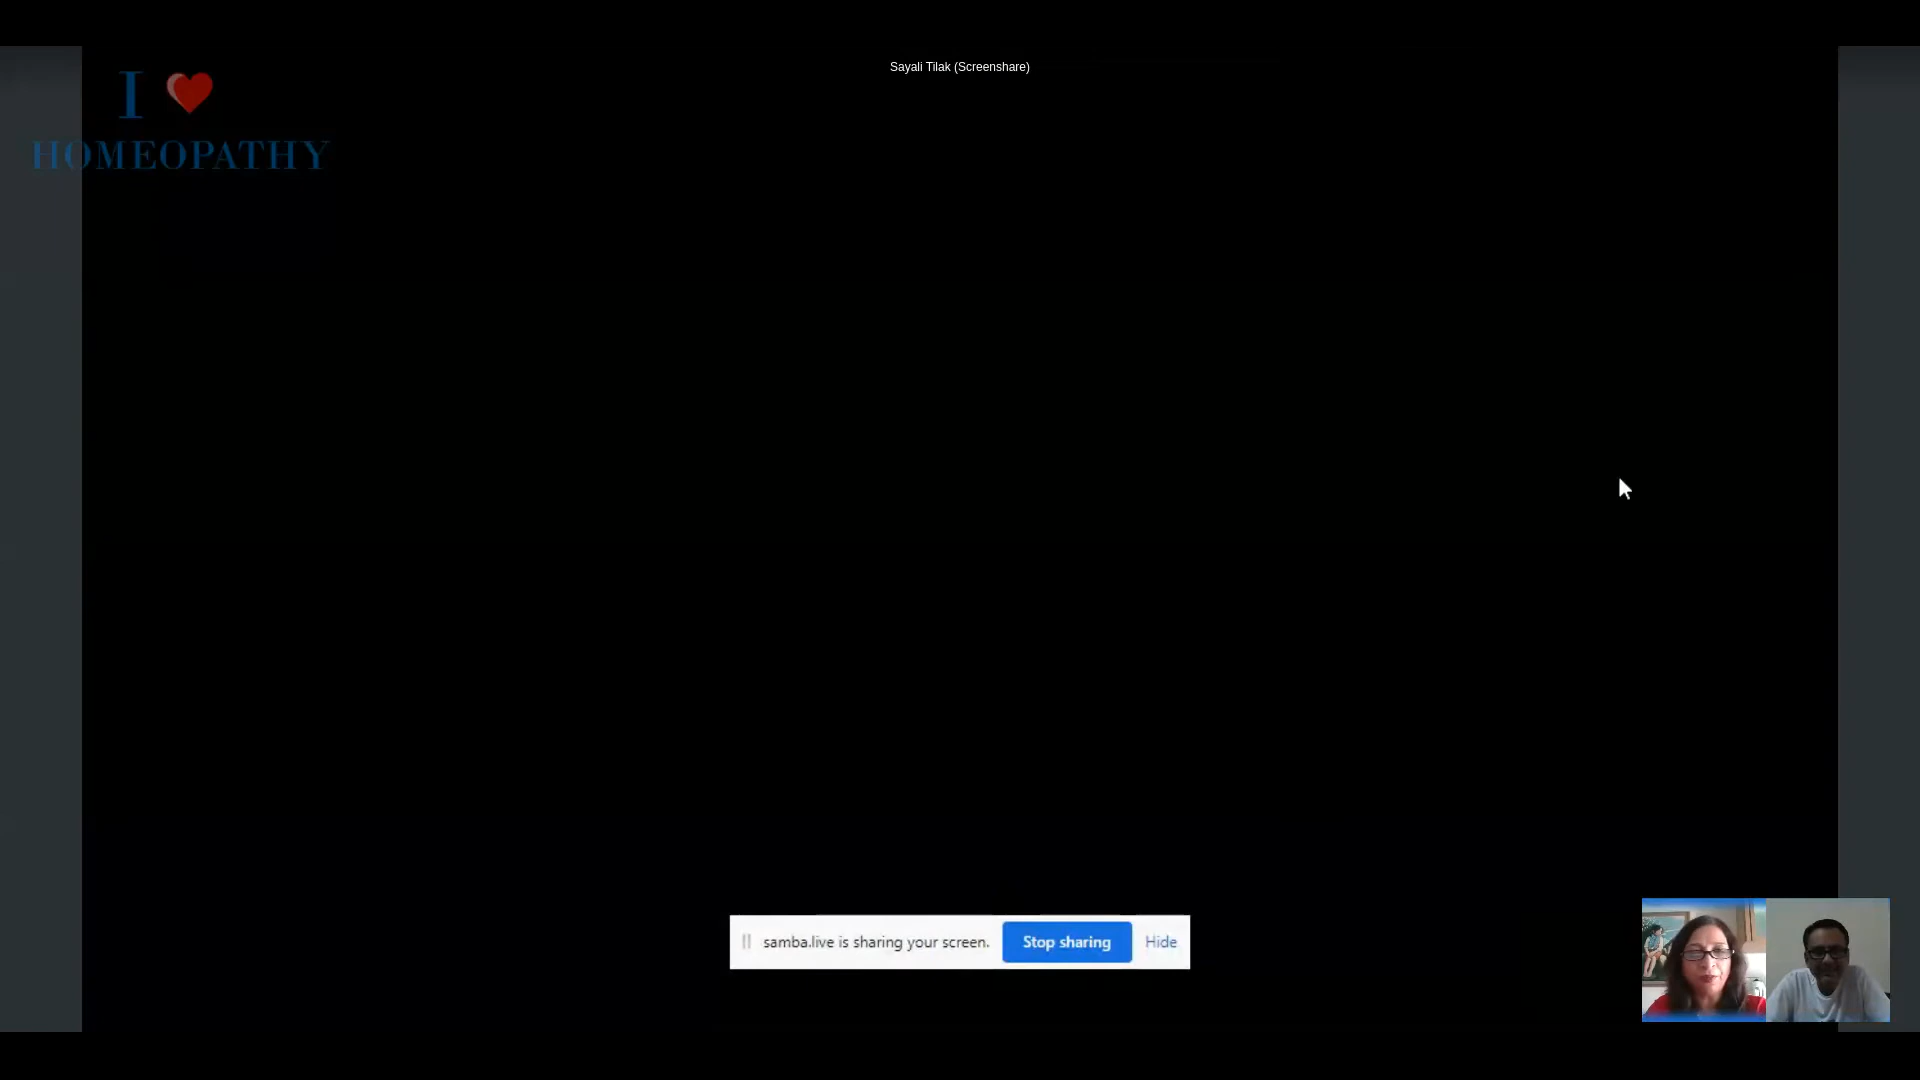 Sayali Tilak (Screenshare)
I
HOMEOPATHY
samba.live is sharing your screen. Stop sharing Hide